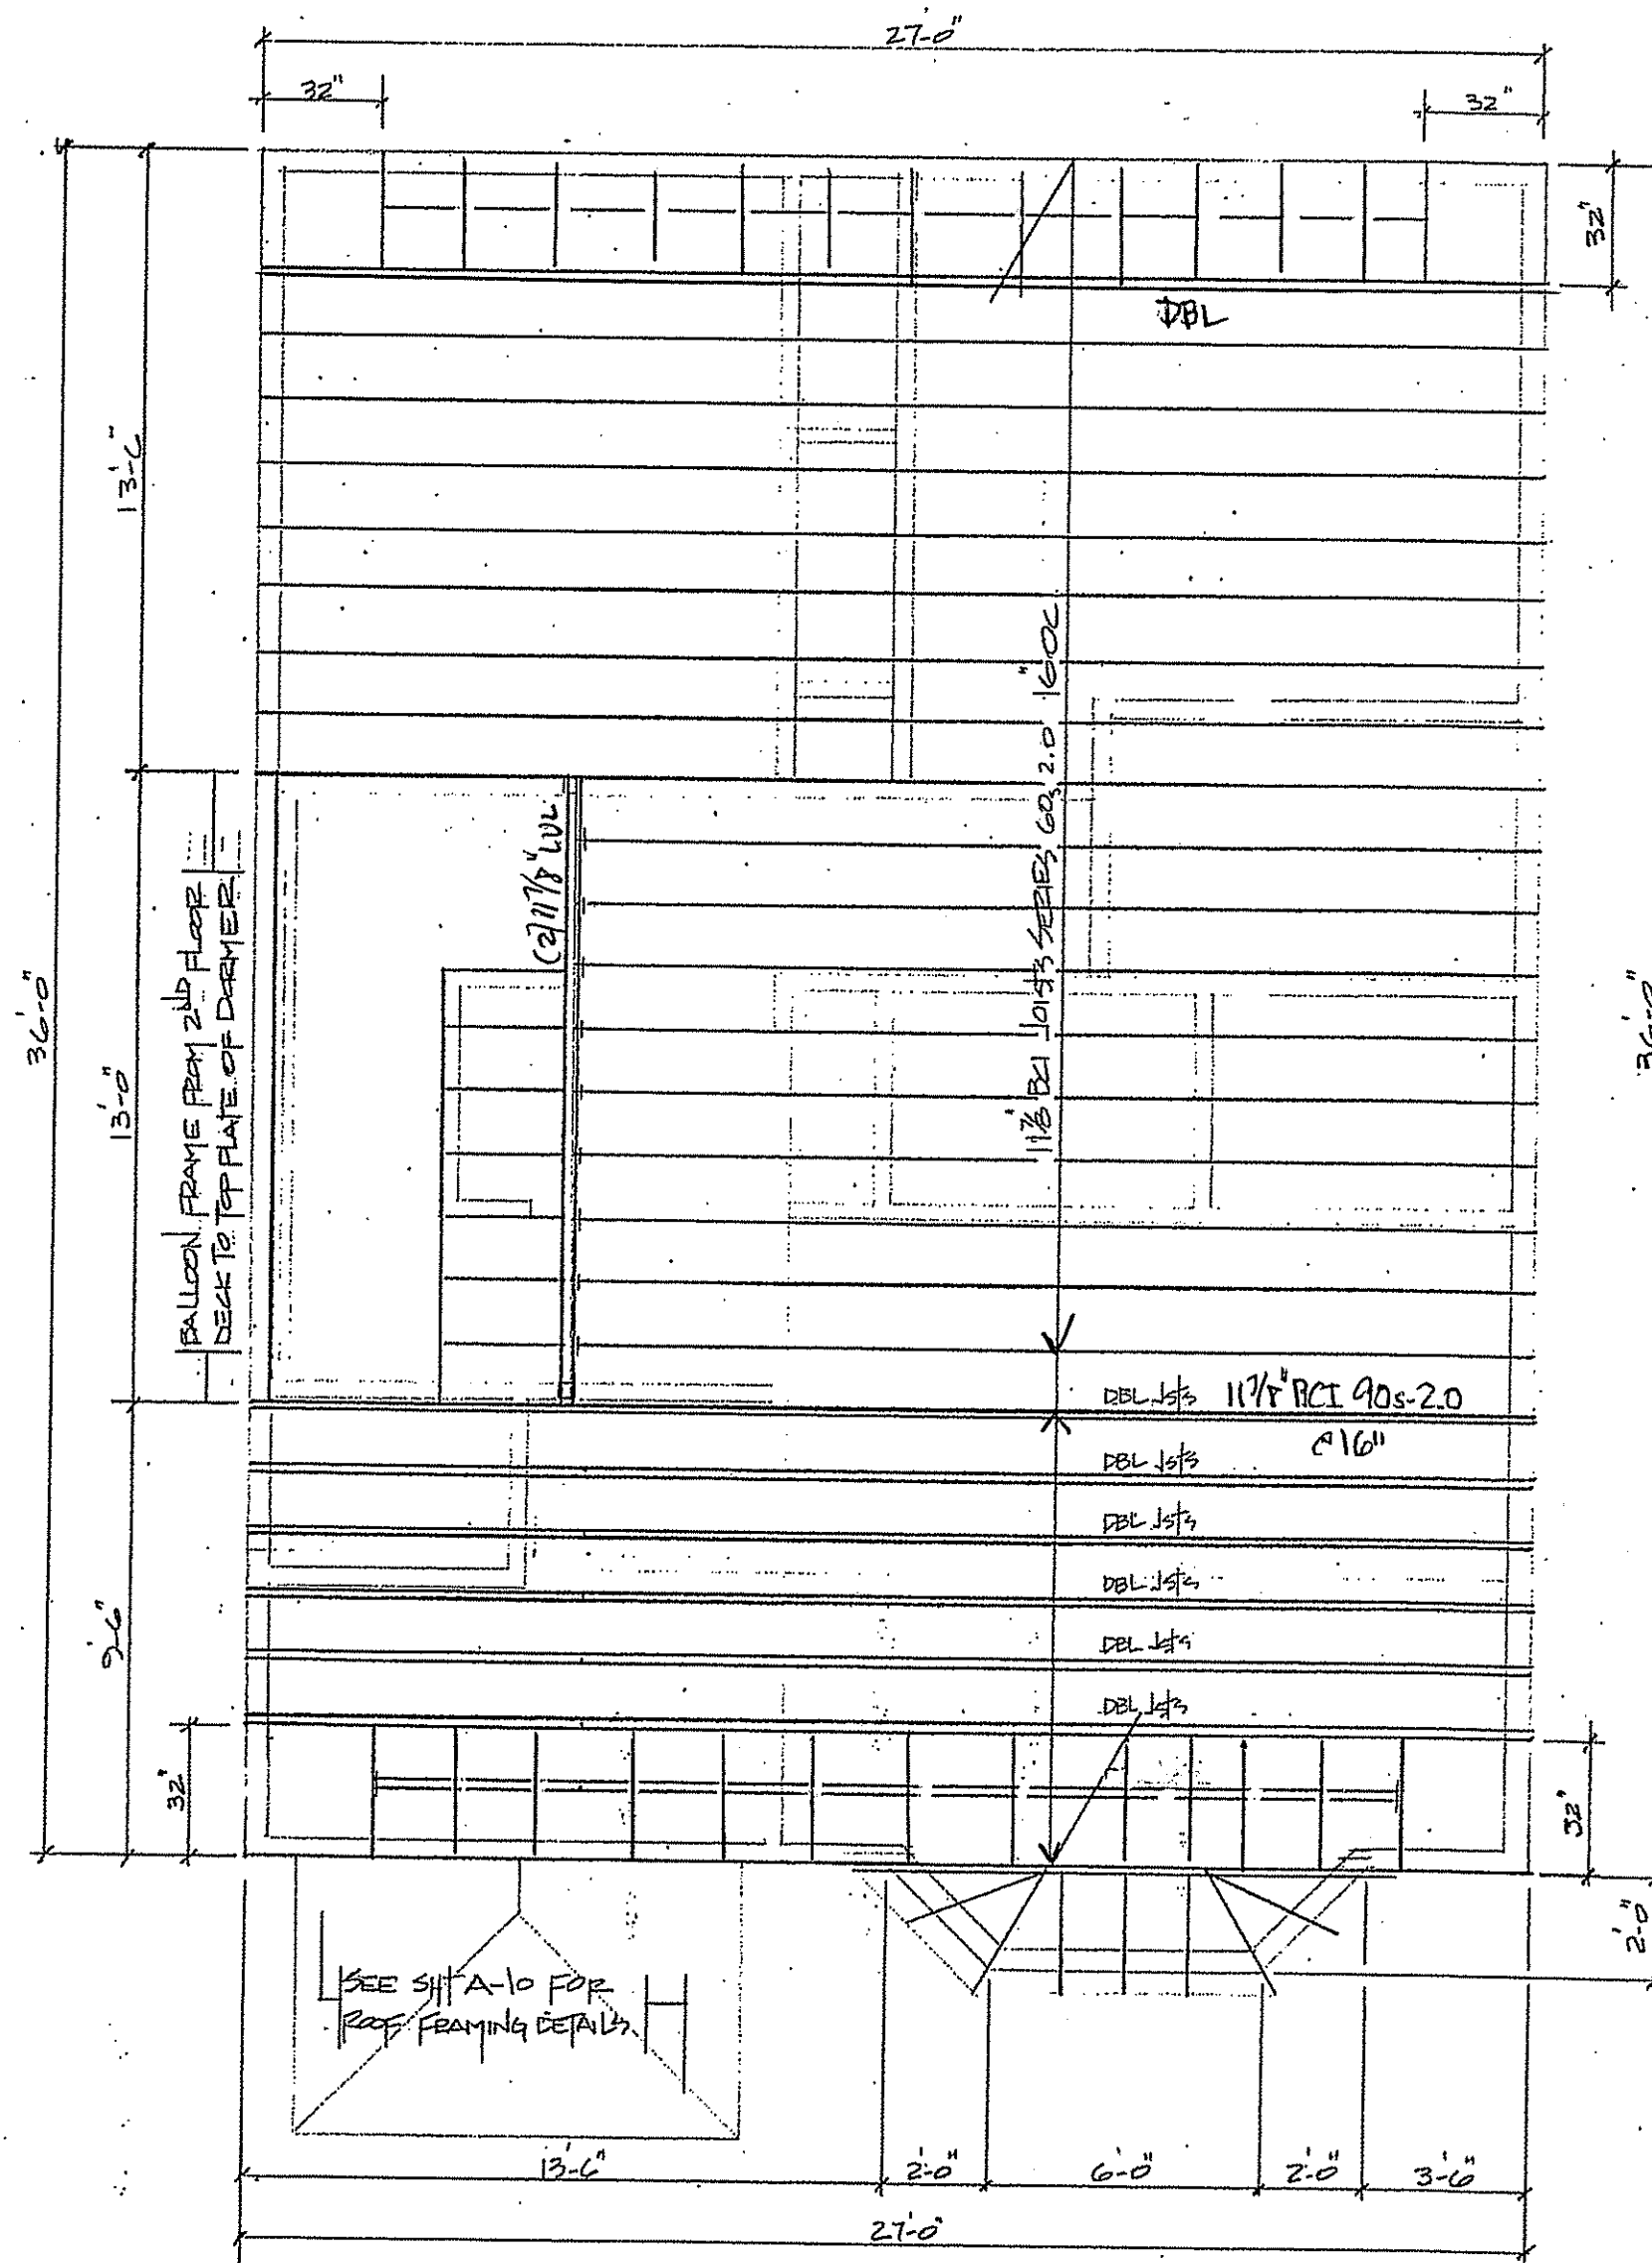 27'-0"
32"
32"
32"
DBL
13'-6"
11 7/8" BCI JOISTS SERIES 60s 2.0 16" OC
(2) 11 7/8" LVL
BALLOON FRAME FROM 2ND FLOOR
DECK TO TOP PLATE OF DORMER
36'-0"
36'-0"
13'-0"
DBL Jsts 11 7/8" BCI 90s-2.0
@16"
DBL Jsts
DBL Jsts
DBL Jsts
DBL Jsts
DBL Jsts
9'-6"
32"
32"
2'-0"
SEE SHT A-10 FOR
ROOF FRAMING DETAILS
13'-6"
2'-0"
6'-0"
2'-0"
3'-6"
27'-0"